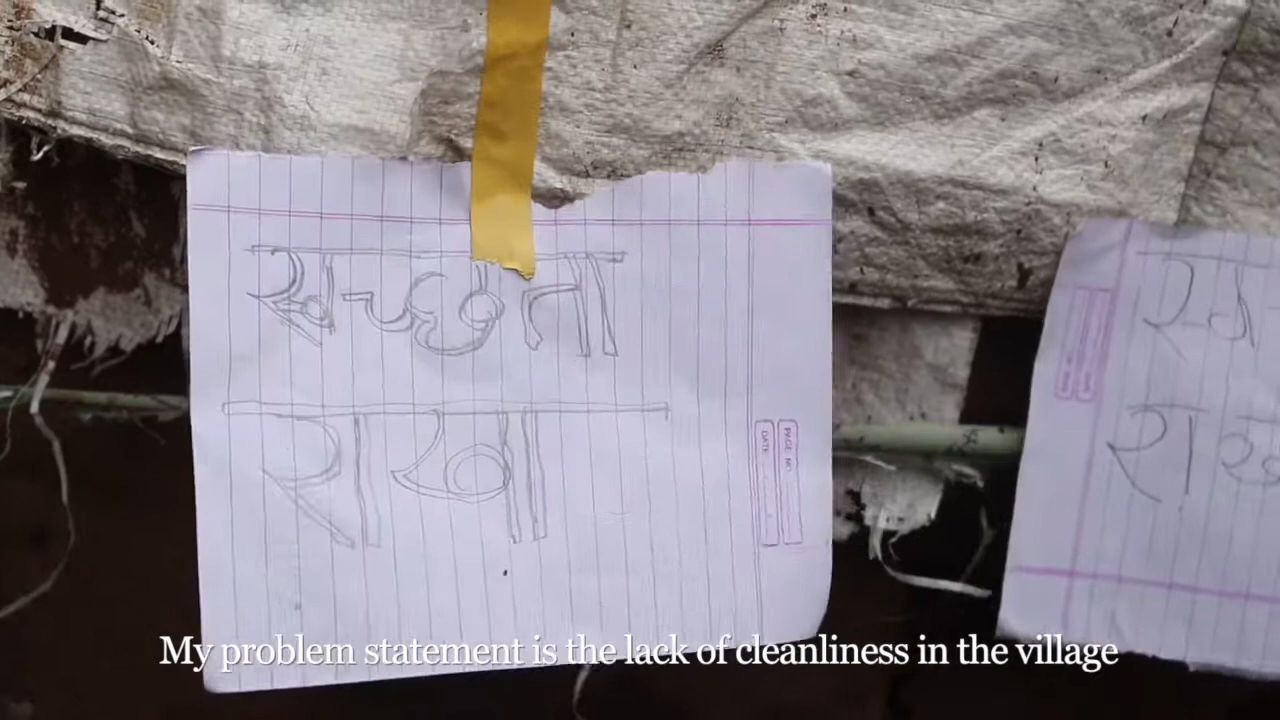 स्वच्छता
राखा
PAGE NO.
DATE
My problem statement is the lack of cleanliness in the village